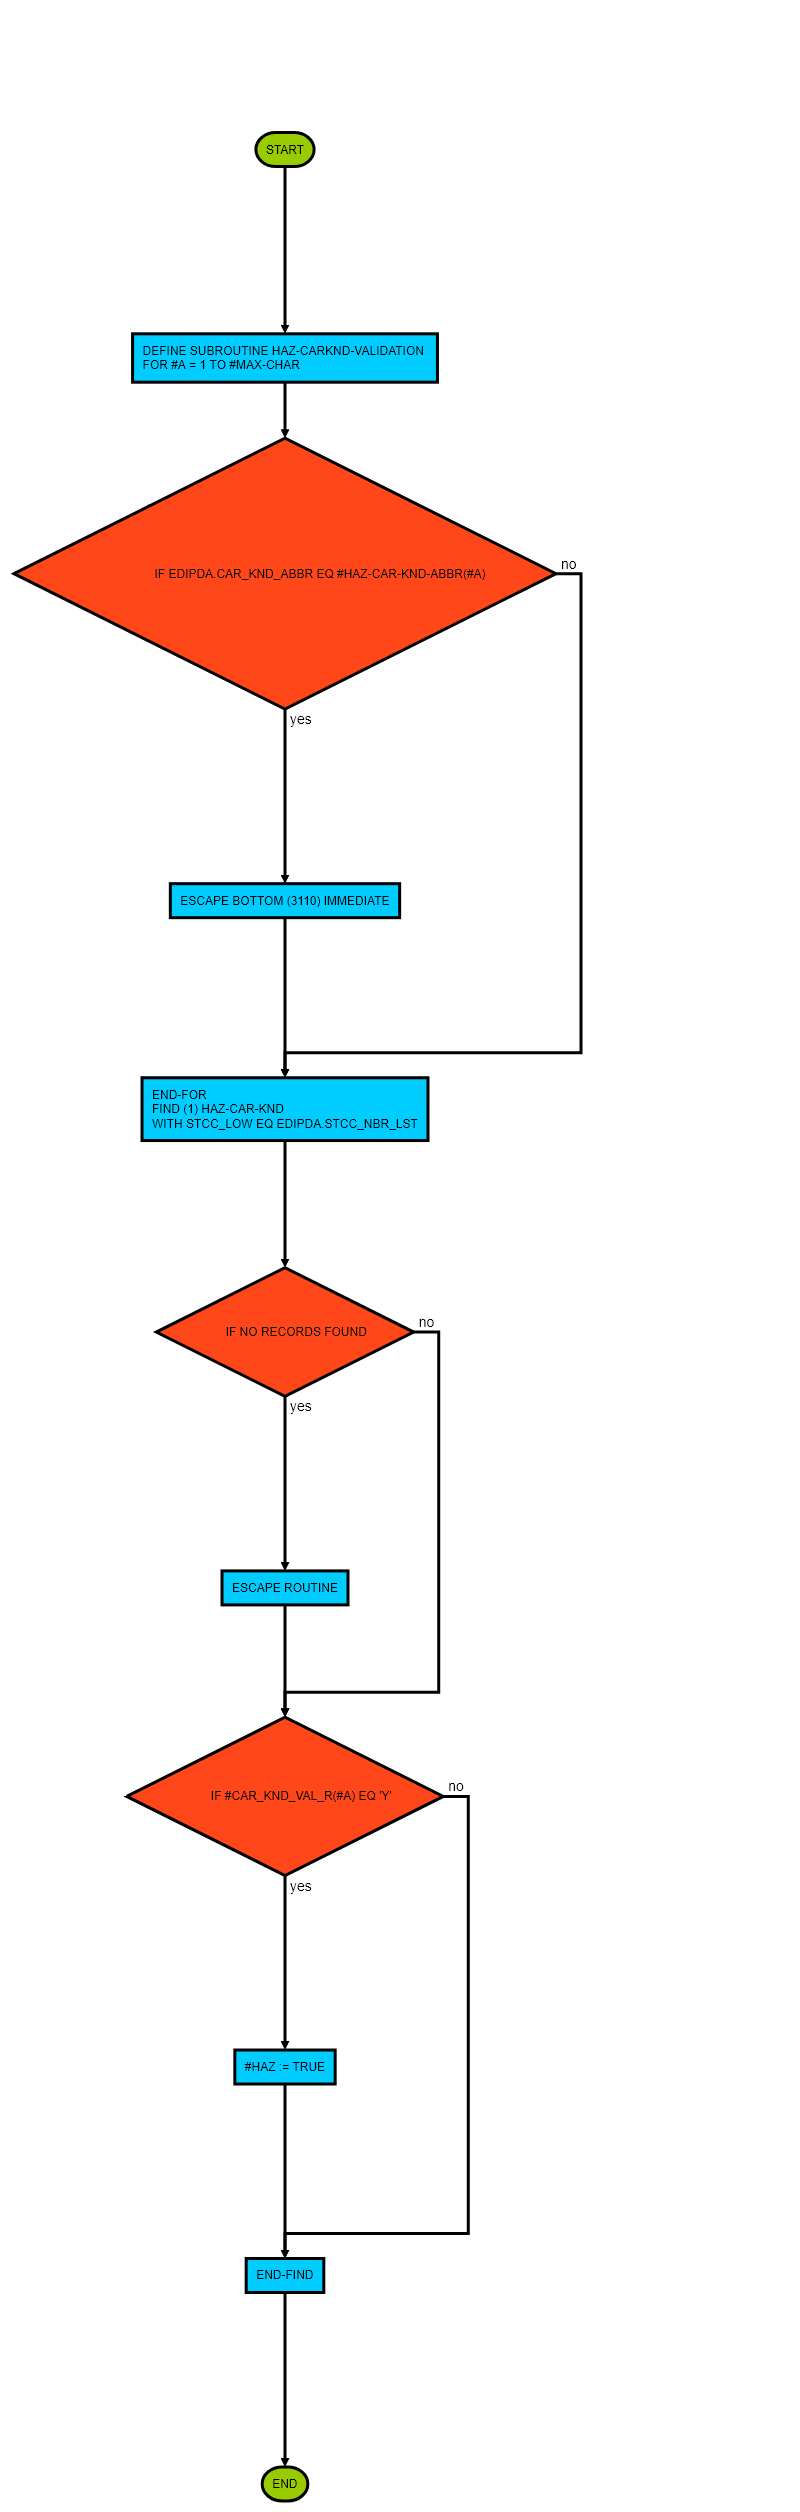 START
DEFINE SUBROUTINE HAZ-CARKND-VALIDATION
FOR #A = 1 TO #MAX-CHAR
IF EDIPDA.CAR_KND_ABBR EQ #HAZ-CAR-KND-ABBR(#A)
no
yes
ESCAPE BOTTOM (3110) IMMEDIATE
END-FOR
FIND (1) HAZ-CAR-KND
WITH STCC_LOW EQ EDIPDA.STCC_NBR_LST
IF NO RECORDS FOUND
no
yes
ESCAPE ROUTINE
IF #CAR_KND_VAL_R(#A) EQ 'Y'
no
yes
#HAZ := TRUE
END-FIND
END